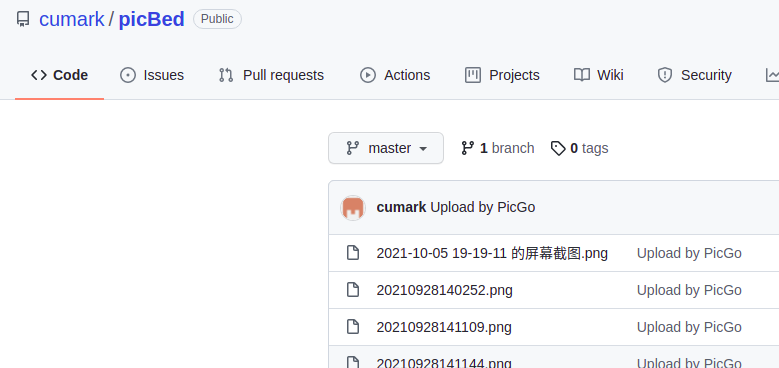 cumark / picBed Public
Code Issues Pull requests Actions Projects Wiki Security
master 1 branch 0 tags
cumark Upload by PicGo
2021-10-05 19-19-11 的屏幕截图.png Upload by PicGo
20210928140252.png Upload by PicGo
20210928141109.png Upload by PicGo
20210928141144.png Upload by PicGo